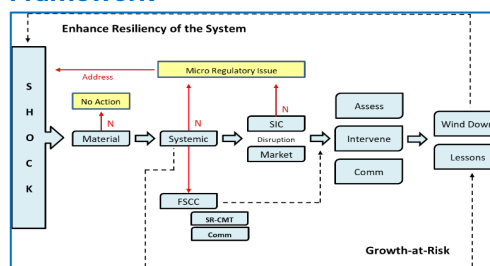 Enhance Resiliency of the System
S
H
O
C
K
Address
Micro Regulatory Issue
No Action
N
N
N
Material
Systemic
SIC
Disruption
Market
Assess
Intervene
Comm
Wind Down
Lessons
FSCC
SR-CMT
Comm
Growth-at-Risk